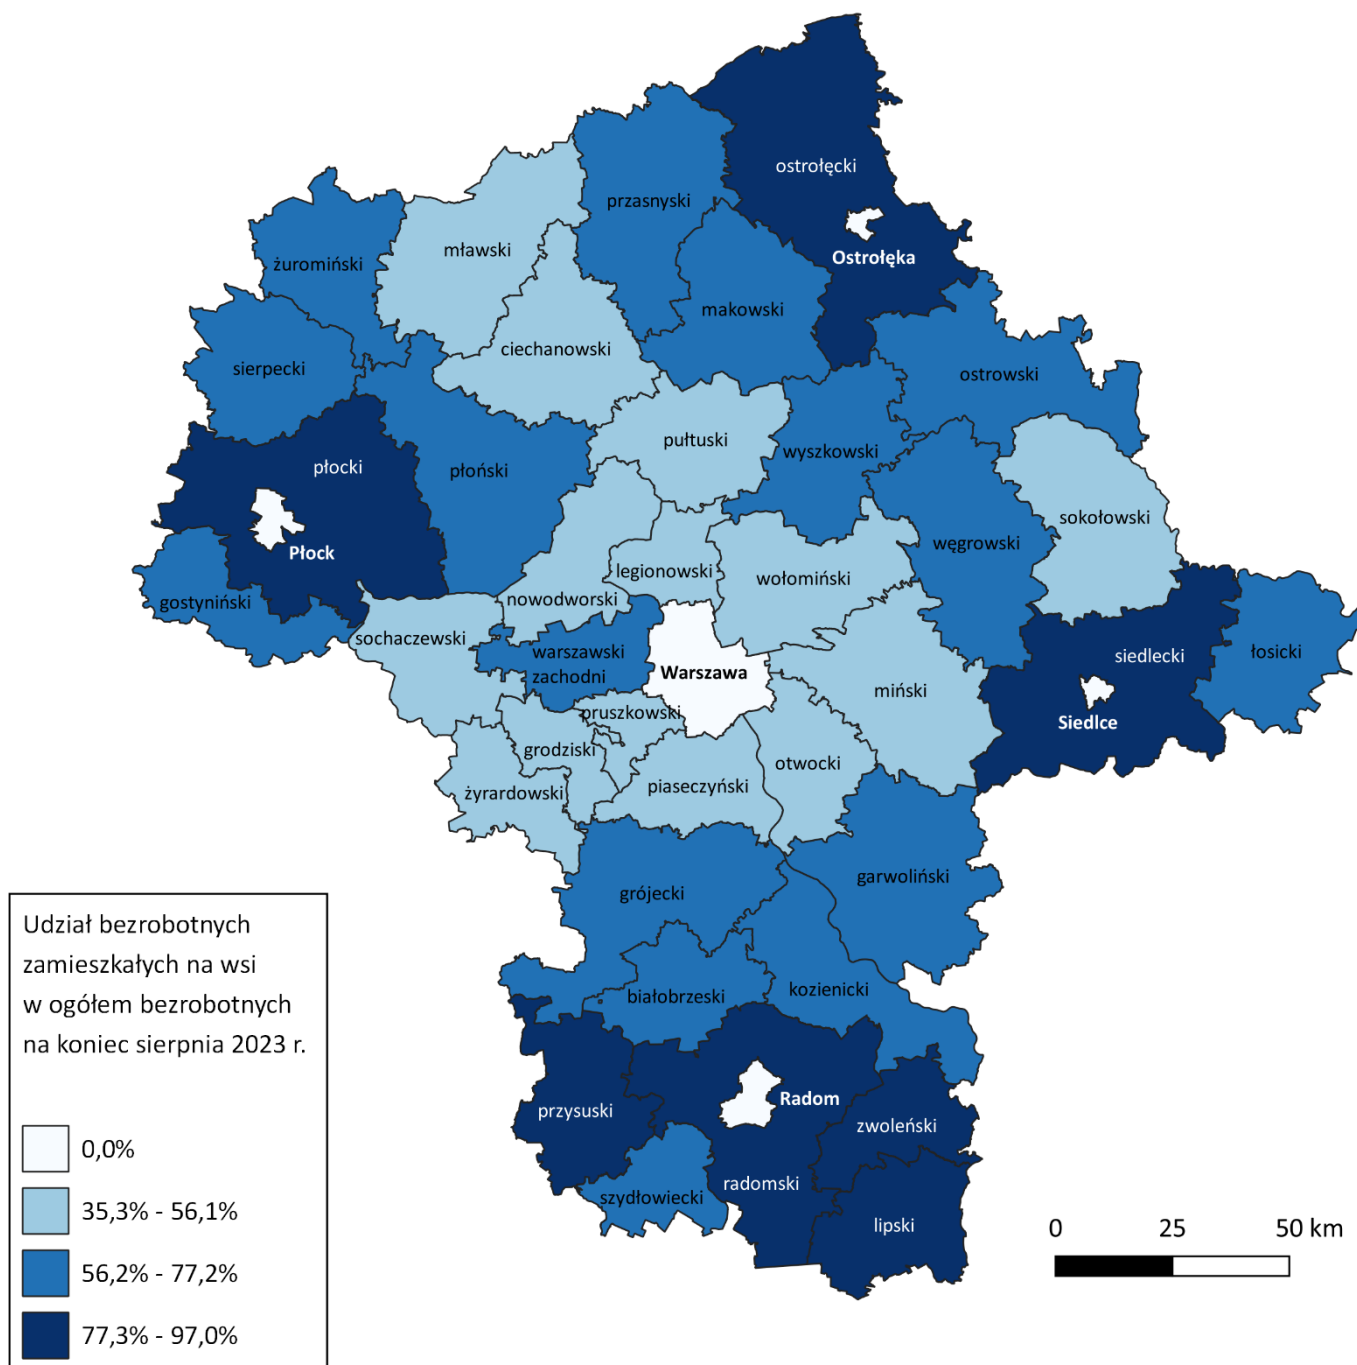 ostrołęcki
przasnyski
Ostrołęka
mławski
żuromiński
makowski
ciechanowski
sierpecki
ostrowski
pułtuski
wyszkowski
płocki
płoński
sokołowski
węgrowski
Płock
legionowski
wołomiński
gostyniński
nowodworski
sochaczewski
warszawski
zachodni
Warszawa
siedlecki
łosicki
miński
pruszkowski
Siedlce
grodziski
otwocki
żyrardowski
piaseczyński
garwoliński
grójecki
białobrzeski
kozienicki
Radom
przysuski
zwoleński
radomski
szydłowiecki
lipski
Udział bezrobotnych
zamieszkałych na wsi
w ogółem bezrobotnych
na koniec sierpnia 2023 r.
0,0%
35,3% - 56,1%
56,2% - 77,2%
77,3% - 97,0%
0 25 50 km